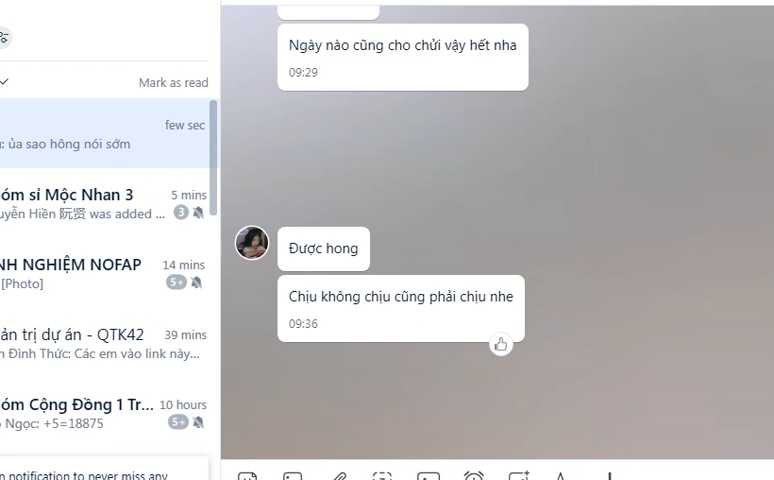 Mark as read
few sec
: ủa sao hông nói sớm
óm sỉ Mộc Nhan 3
5 mins
uyễn Hiền 阮贤 was added ...
3
NH NGHIỆM NOFAP
14 mins
[Photo]
5+
ản trị dự án - QTK42
39 mins
n Đình Thức: Các em vào link này...
óm Cộng Đồng 1 Tr...
10 hours
Ngọc: +5=18875
5+
n notification to never miss any
Ngày nào cũng cho chửi vậy hết nha
09:29
Được hong
Chịu không chịu cũng phải chịu nhe
09:36